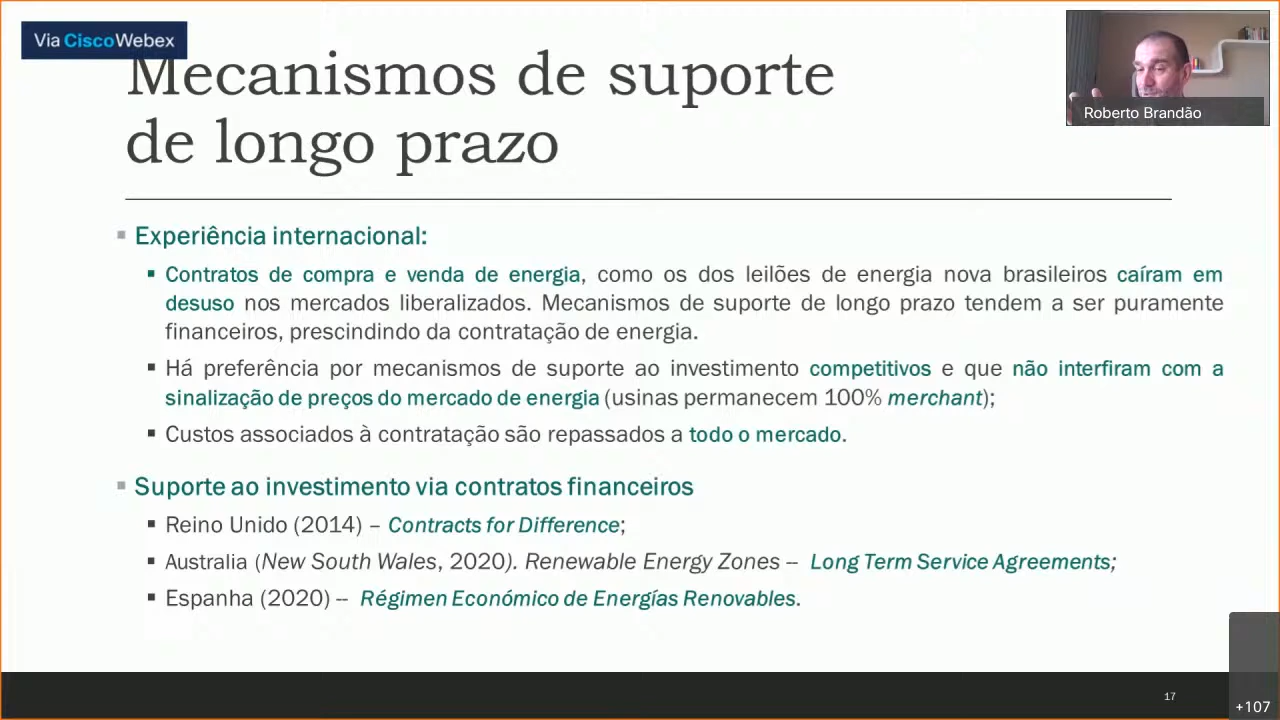 Via Cisco Webex
Mecanismos de suporte
de longo prazo
Roberto Brandão
▪ Experiência internacional:
▪ Contratos de compra e venda de energia, como os dos leilões de energia nova brasileiros caíram em
desuso nos mercados liberalizados. Mecanismos de suporte de longo prazo tendem a ser puramente
financeiros, prescindindo da contratação de energia.
▪ Há preferência por mecanismos de suporte ao investimento competitivos e que não interfiram com a
sinalização de preços do mercado de energia (usinas permanecem 100% merchant);
▪ Custos associados à contratação são repassados a todo o mercado.
▪ Suporte ao investimento via contratos financeiros
▪ Reino Unido (2014) – Contracts for Difference;
▪ Australia (New South Wales, 2020). Renewable Energy Zones -- Long Term Service Agreements;
▪ Espanha (2020) -- Régimen Económico de Energías Renovables.
17
+107